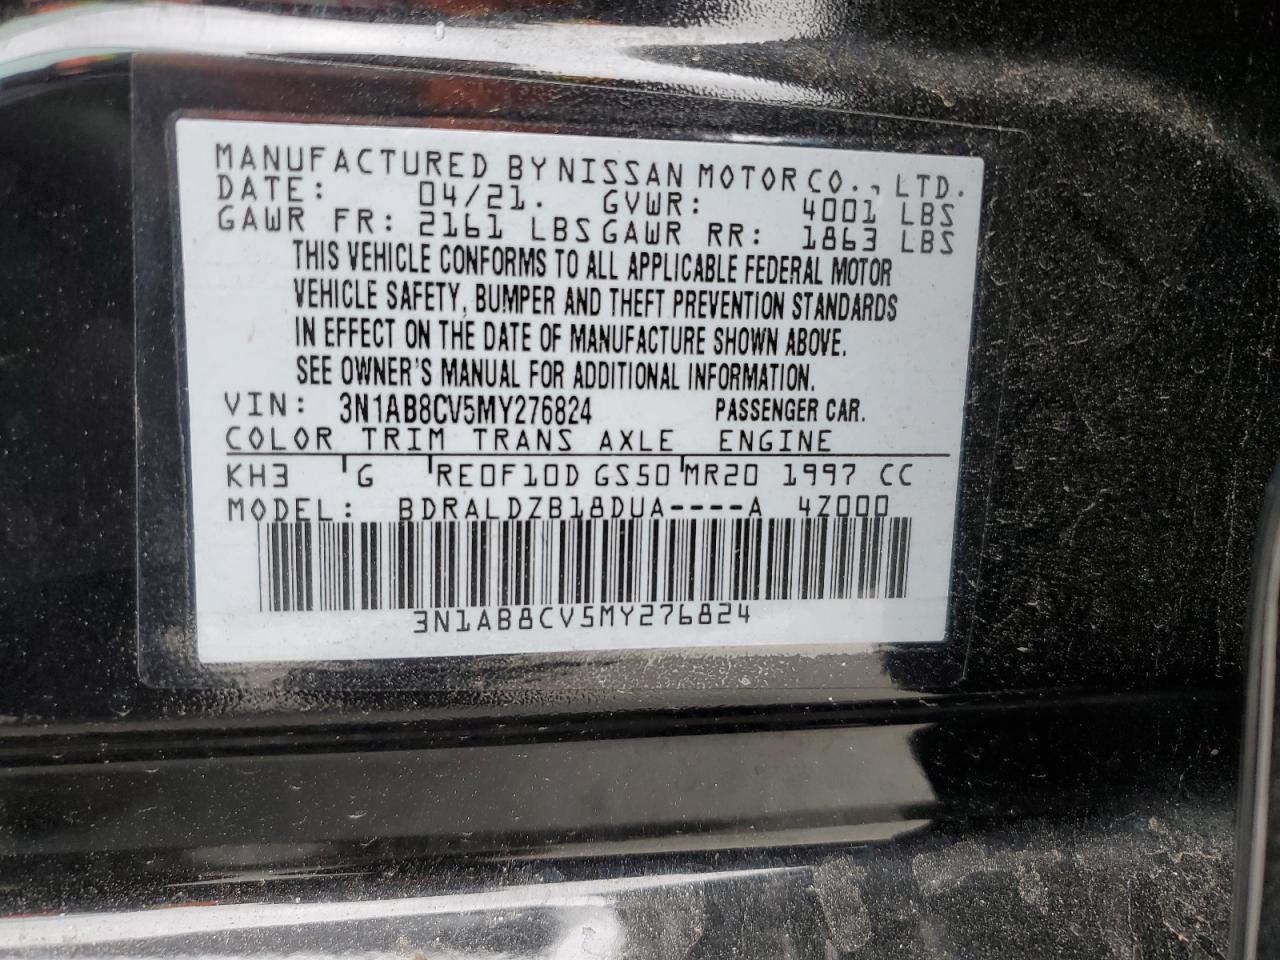 MANUFACTURED BY NISSAN MOTOR CO., LTD.
DATE: 04/21. GVWR: 4001 LBS
GAWR FR: 2161 LBS GAWR RR: 1863 LBS
THIS VEHICLE CONFORMS TO ALL APPLICABLE FEDERAL MOTOR
VEHICLE SAFETY, BUMPER AND THEFT PREVENTION STANDARDS
IN EFFECT ON THE DATE OF MANUFACTURE SHOWN ABOVE.
SEE OWNER'S MANUAL FOR ADDITIONAL INFORMATION.
VIN: 3N1AB8CV5MY276824 PASSENGER CAR.
COLOR TRIM TRANS AXLE ENGINE
KH3 G RE0F10D GS50 MR20 1997 CC
MODEL: BDRALDZB18DUA----A 4Z000
3N1AB8CV5MY276824